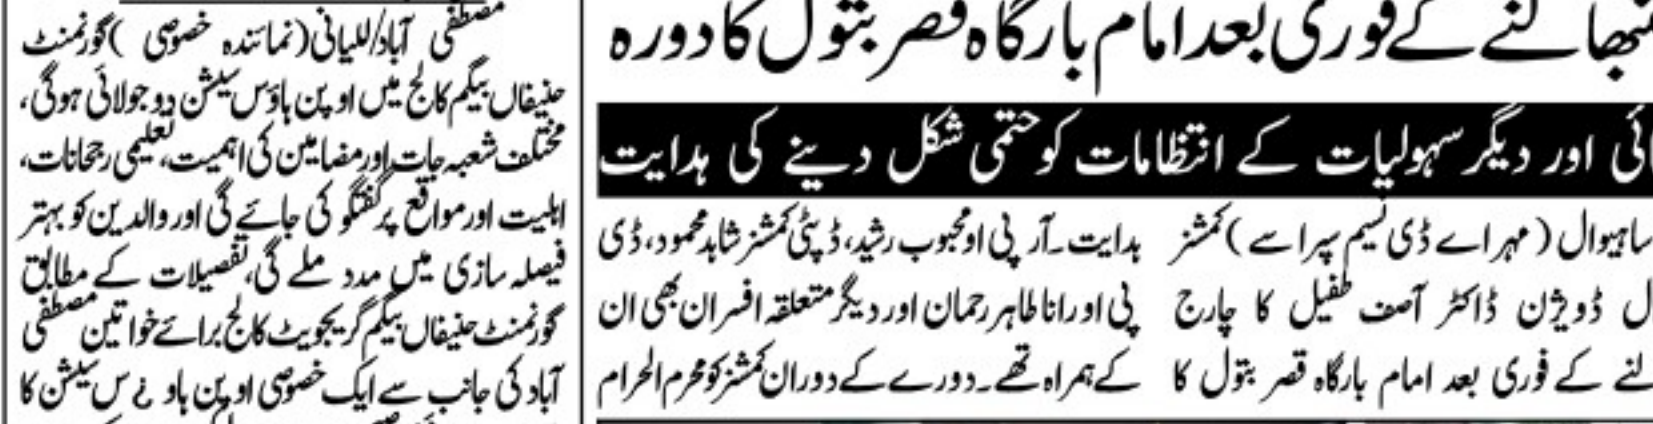 نبھالنے کے فوری بعد امام بارگاہ قصر بتول کا دورہ
ائی اور دیگر سہولیات کے انتظامات کو حتمی شکل دینے کی ہدایت
ساہیوال (مہر اے ڈی نسیم سپرا سے) کمشنر
ل ڈویژن ڈاکٹر آصف طفیل کا چارج
لنے کے فوری بعد امام بارگاہ قصر بتول کا
ہدایت۔ آر پی او محبوب رشید، ڈپٹی کمشنر شاہد محمود، ڈی
پی او رانا طاہر رحمان اور دیگر متعلقہ افسران بھی ان
کے ہمراہ تھے۔ دورے کے دوران کمشنر کو محرم الحرام
مصطفی آباد/للیانی (نمائندہ خصوصی) گورنمنٹ
حنیفاں بیگم کالج میں اوپن ہاؤس سیشن دو جولائی ہوگی،
مختلف شعبہ جات اور مضامین کی اہمیت، تعلیمی رجحانات،
اہلیت اور مواقع پر گفتگو کی جائے گی اور والدین کو بہتر
فیصلہ سازی میں مدد ملے گی، تفصیلات کے مطابق
گورنمنٹ حنیفاں بیگم گریجویٹ کالج برائے خواتین مصطفی
آباد کی جانب سے ایک خصوصی اوپن ہاوئس سیشن کا